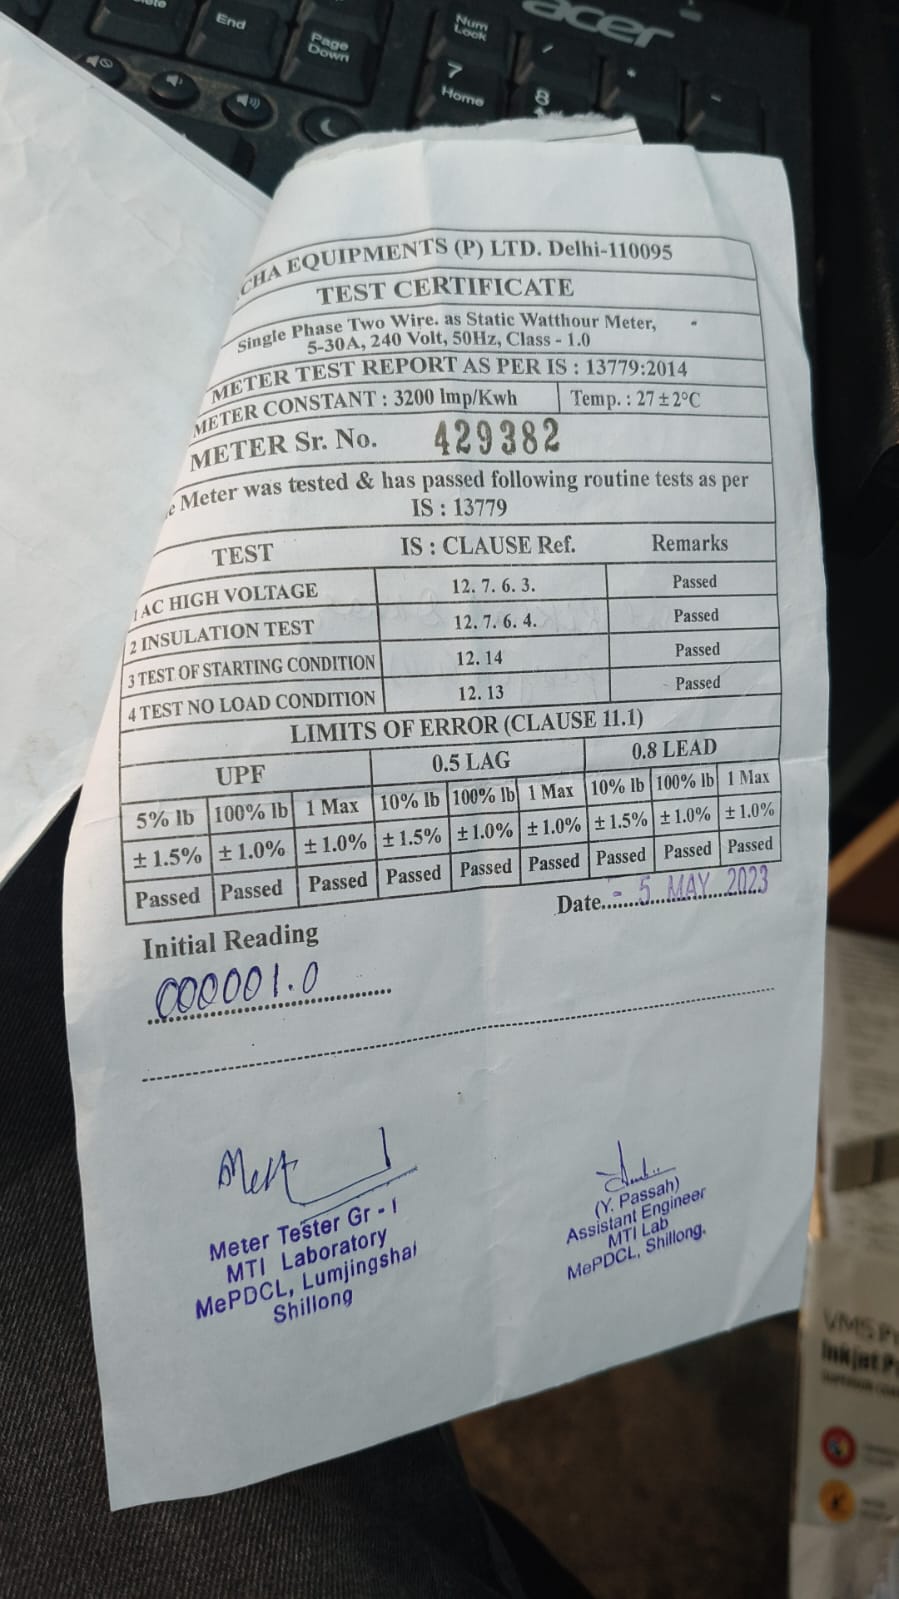 End
Page Down
Num Lock
acer
7 Home
8
CHA EQUIPMENTS (P) LTD. Delhi-110095
TEST CERTIFICATE
Single Phase Two Wire. as Static Watthour Meter,
5-30A, 240 Volt, 50Hz, Class - 1.0
METER TEST REPORT AS PER IS : 13779:2014
METER CONSTANT : 3200 Imp/Kwh Temp. : 27 ± 2°C
METER Sr. No. 429382
e Meter was tested & has passed following routine tests as per
IS : 13779
TEST IS : CLAUSE Ref. Remarks
1 AC HIGH VOLTAGE 12. 7. 6. 3. Passed
2 INSULATION TEST 12. 7. 6. 4. Passed
3 TEST OF STARTING CONDITION 12. 14 Passed
4 TEST NO LOAD CONDITION 12. 13 Passed
LIMITS OF ERROR (CLAUSE 11.1)
UPF 0.5 LAG 0.8 LEAD
5% lb 100% lb 1 Max 10% lb 100% lb 1 Max 10% lb 100% lb 1 Max
± 1.5% ± 1.0% ± 1.0% ± 1.5% ± 1.0% ± 1.0% ± 1.5% ± 1.0% ± 1.0%
Passed Passed Passed Passed Passed Passed Passed Passed Passed
Date....... - 5 MAY 2023
Initial Reading
000001.0
Meter Tester Gr - I
MTI Laboratory
MePDCL, Lumjingshai
Shillong
(Y. Passah)
Assistant Engineer
MTI Lab
MePDCL, Shillong.
VMS
Inkjet